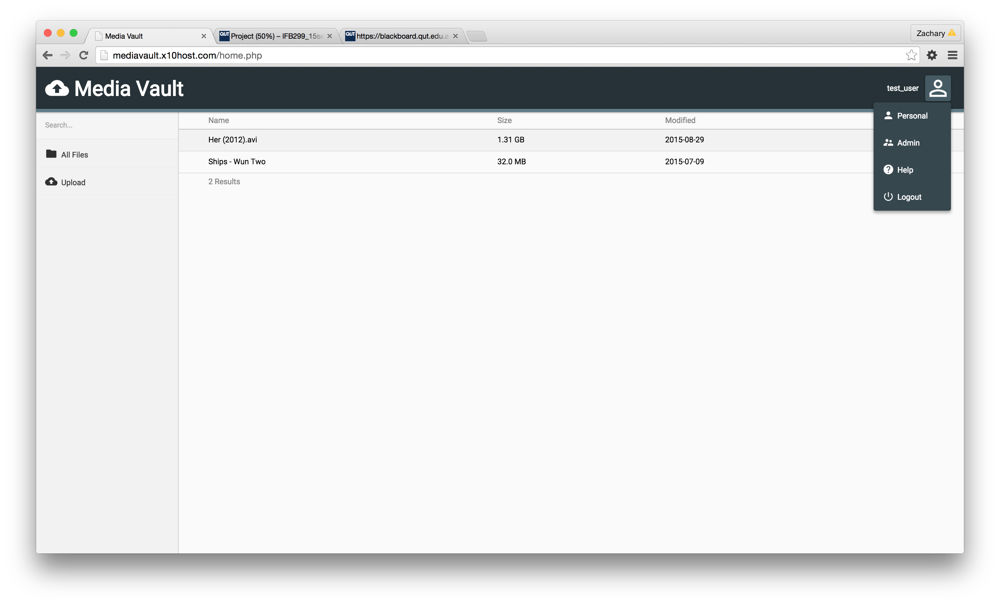 Media Vault
QUT Project (50%) – IFB299_15se
QUT https://blackboard.qut.edu.a
Zachary
mediavault.x10host.com/home.php
Media Vault
test_user
Personal
Admin
Help
Logout
Search...
All Files
Upload
Name Size Modified
Her (2012).avi 1.31 GB 2015-08-29
Ships - Wun Two 32.0 MB 2015-07-09
2 Results